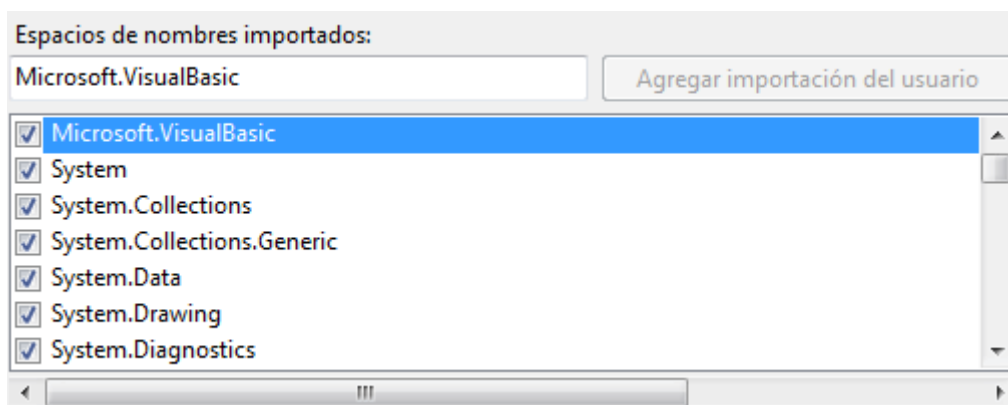 Espacios de nombres importados:
Microsoft.VisualBasic
Agregar importación del usuario
Microsoft.VisualBasic
System
System.Collections
System.Collections.Generic
System.Data
System.Drawing
System.Diagnostics